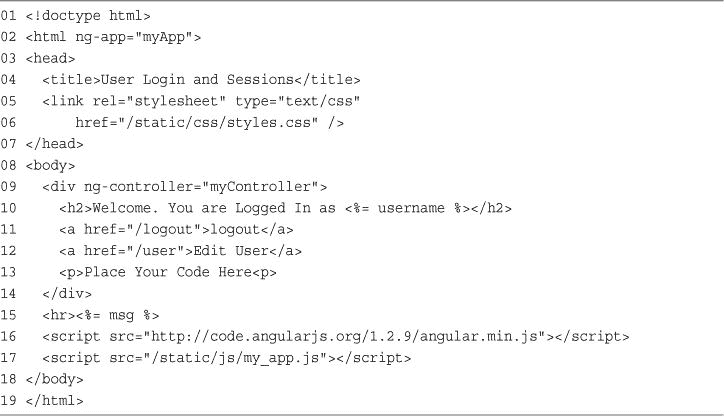 01 <!doctype html>
02 <html ng-app="myApp">
03 <head>
04   <title>User Login and Sessions</title>
05   <link rel="stylesheet" type="text/css"
06       href="/static/css/styles.css" />
07 </head>
08 <body>
09   <div ng-controller="myController">
10     <h2>Welcome. You are Logged In as <%= username %></h2>
11     <a href="/logout">logout</a>
12     <a href="/user">Edit User</a>
13     <p>Place Your Code Here<p>
14   </div>
15   <hr><%= msg %>
16   <script src="http://code.angularjs.org/1.2.9/angular.min.js"></script>
17   <script src="/static/js/my_app.js"></script>
18 </body>
19 </html>